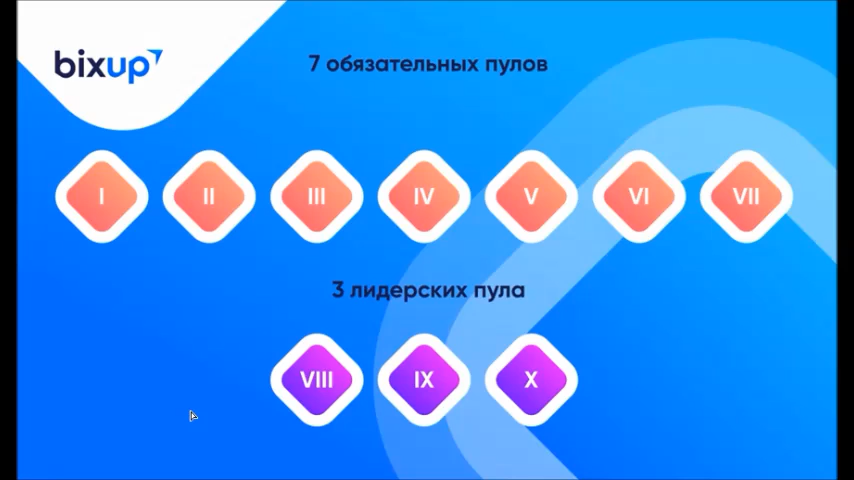 bixup
7 обязательных пулов
I II III IV V VI VII
3 лидерских пула
VIII IX X